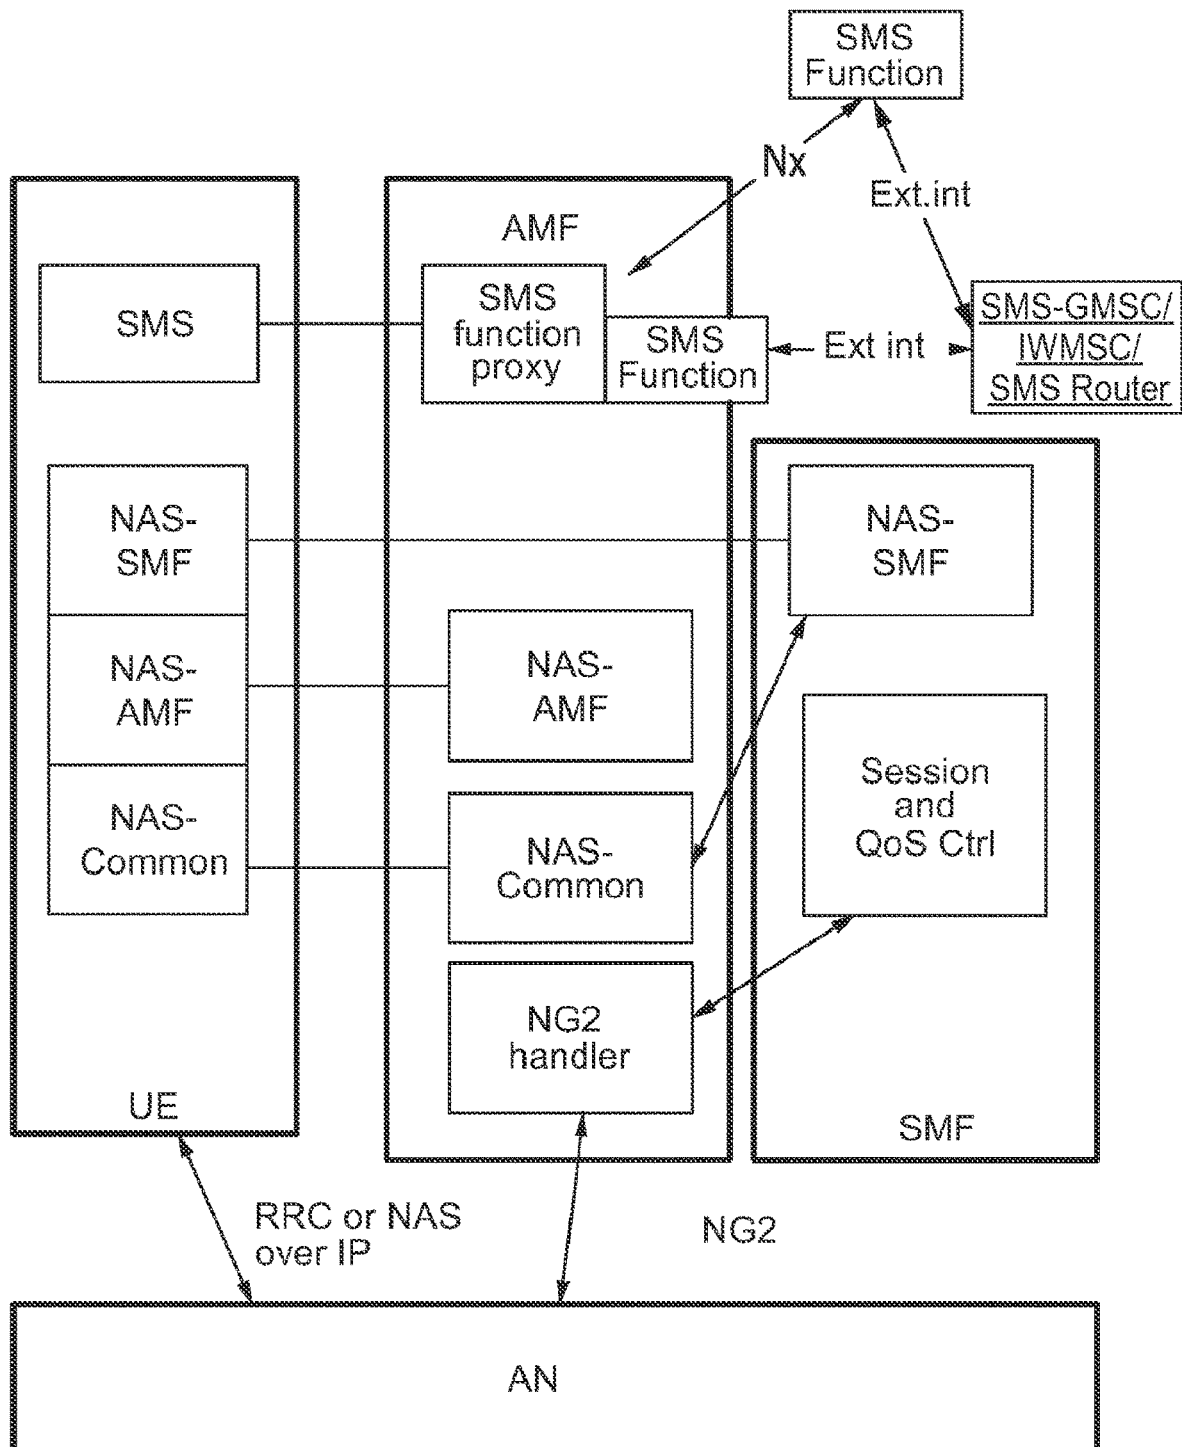 SMS
Function
Nx
Ext.int
AMF
SMS
SMS
function
proxy
SMS
Function
Ext int
SMS-GMSC/
IWMSC/
SMS Router
NAS-
SMF
NAS-
SMF
NAS-
AMF
NAS-
AMF
NAS-
Common
NAS-
Common
Session
and
QoS Ctrl
NG2
handler
UE
SMF
RRC or NAS
over IP
NG2
AN